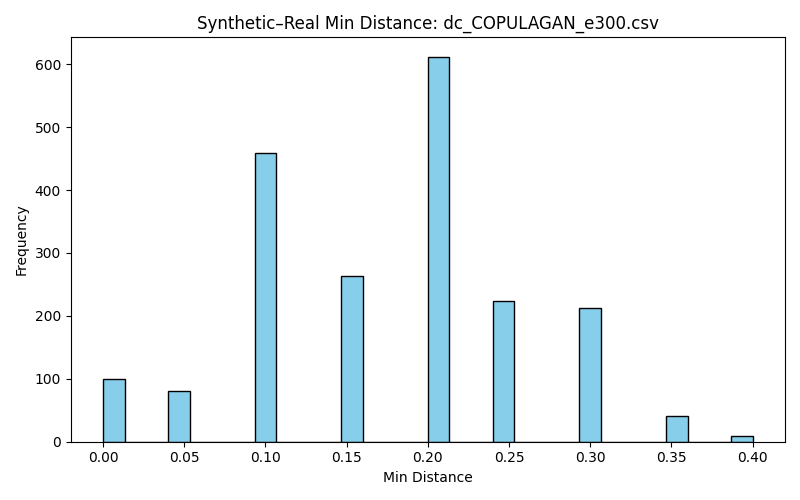 Synthetic–Real Min Distance: dc_COPULAGAN_e300.csv
Frequency
600
500
400
300
200
100
0
0.00 0.05 0.10 0.15 0.20 0.25 0.30 0.35 0.40
Min Distance